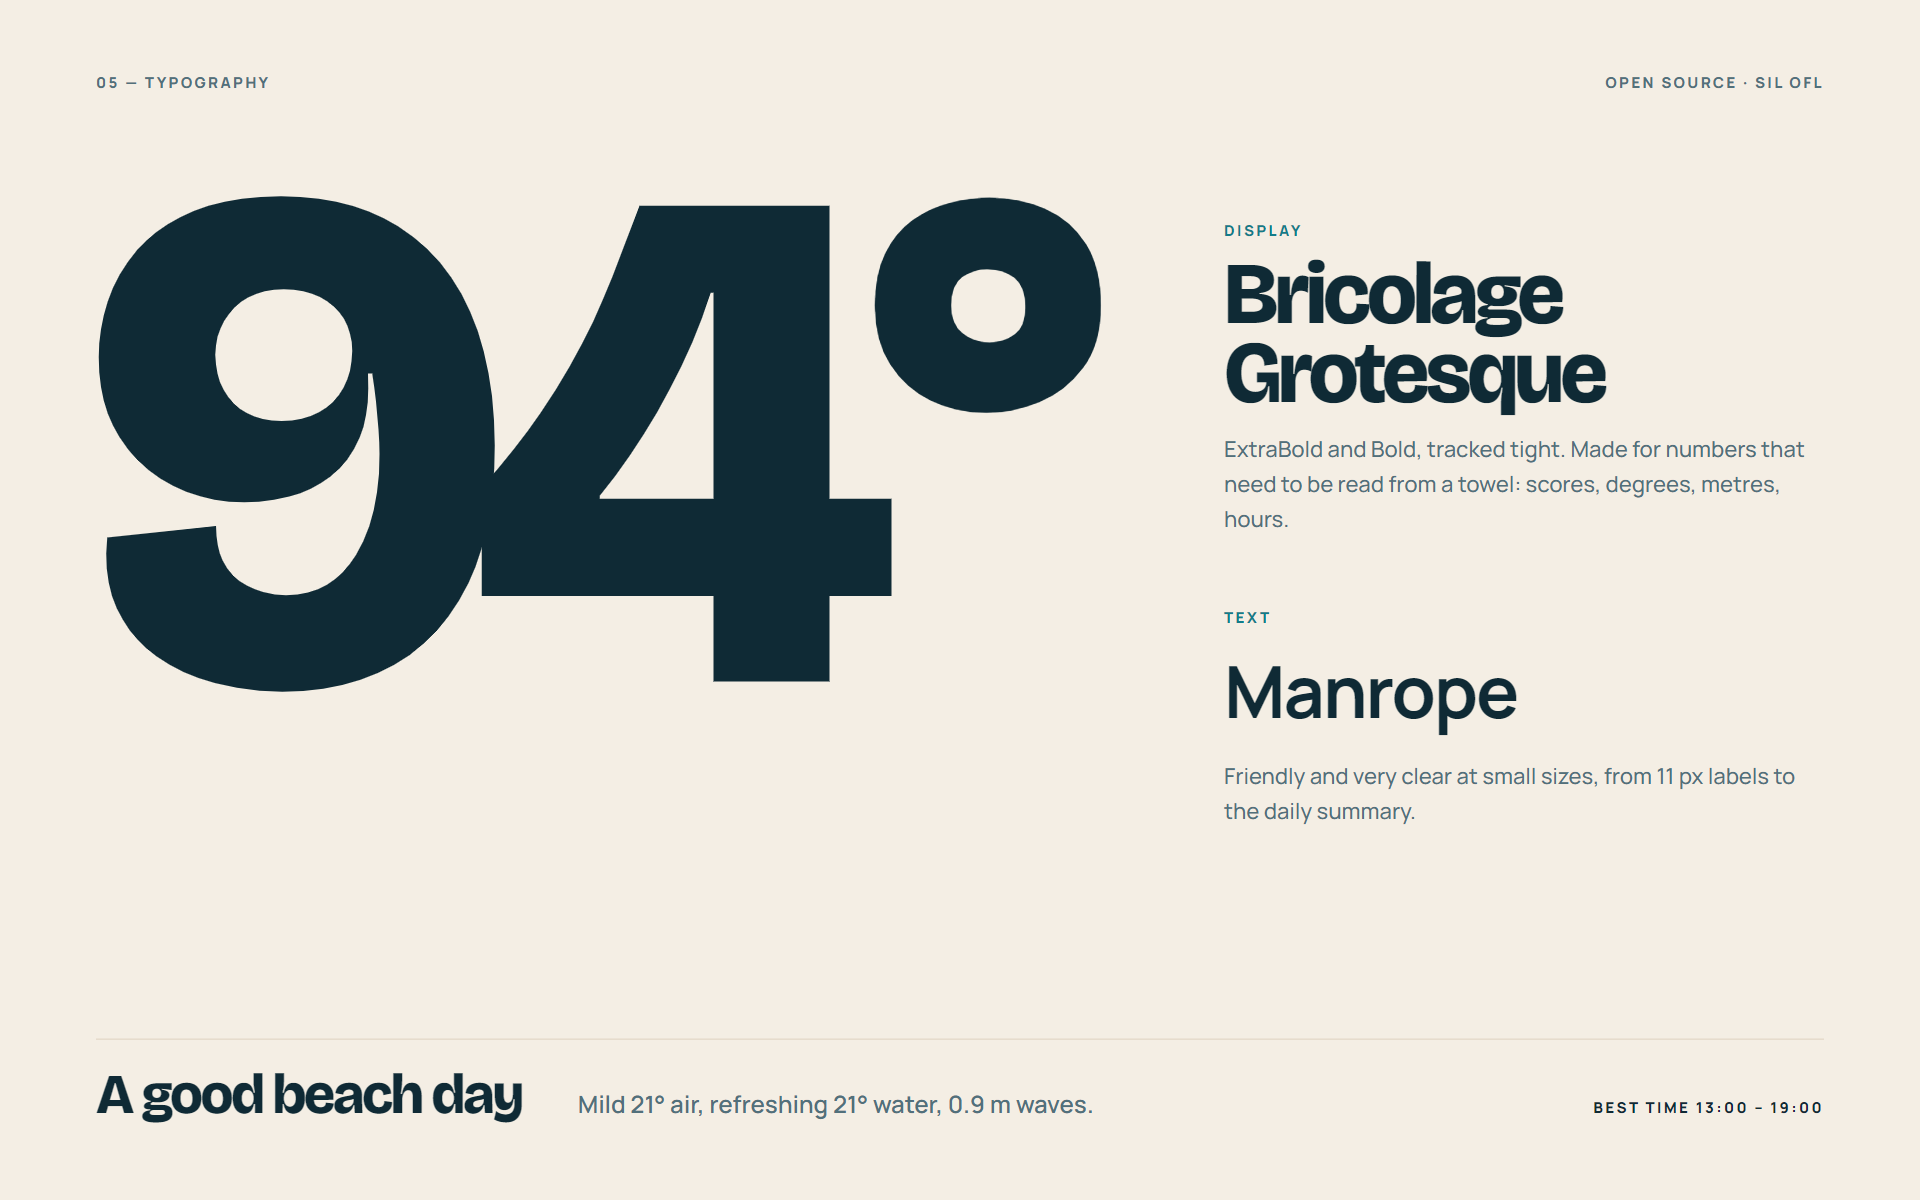 05 — TYPOGRAPHY
OPEN SOURCE · SIL OFL
94°
DISPLAY
Bricolage
Grotesque
ExtraBold and Bold, tracked tight. Made for numbers that
need to be read from a towel: scores, degrees, metres,
hours.
TEXT
Manrope
Friendly and very clear at small sizes, from 11 px labels to
the daily summary.
A good beach day
Mild 21° air, refreshing 21° water, 0.9 m waves.
BEST TIME 13:00 – 19:00